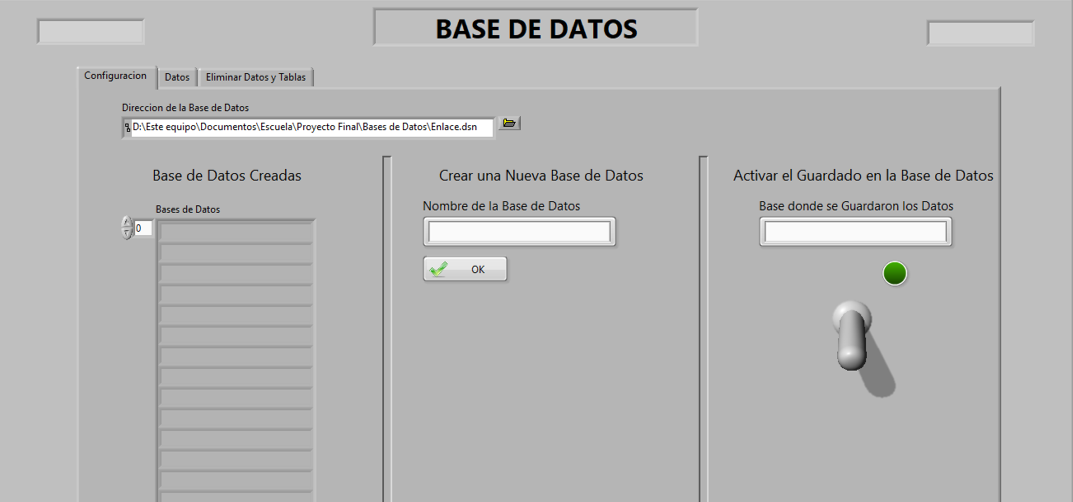 BASE DE DATOS
Configuracion
Datos
Eliminar Datos y Tablas
Direccion de la Base de Datos
D:\Este equipo\Documentos\Escuela\Proyecto Final\Bases de Datos\Enlace.dsn
Base de Datos Creadas
Crear una Nueva Base de Datos
Activar el Guardado en la Base de Datos
Bases de Datos
Nombre de la Base de Datos
Base donde se Guardaron los Datos
0
OK